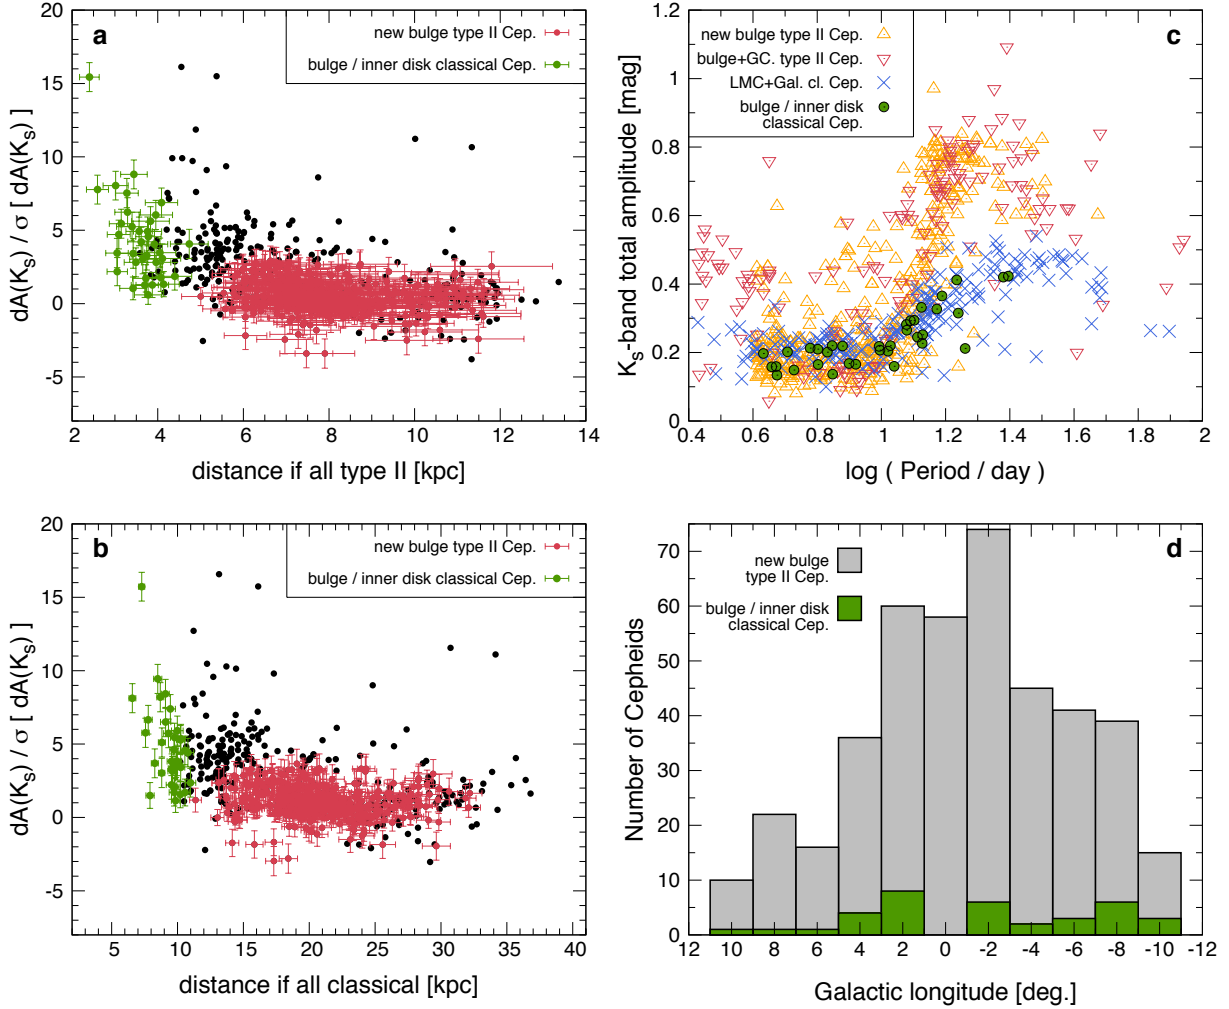 a
new bulge type II Cep.
bulge / inner disk classical Cep.
20
15
10
5
0
-5
dA(Ks) / σ [ dA(Ks) ]
2 4 6 8 10 12 14
distance if all type II [kpc]
c
new bulge type II Cep.
bulge+GC. type II Cep.
LMC+Gal. cl. Cep.
bulge / inner disk
classical Cep.
1.2
1
0.8
0.6
0.4
0.2
0
Ks-band total amplitude [mag]
0.4 0.6 0.8 1 1.2 1.4 1.6 1.8 2
log ( Period / day )
b
new bulge type II Cep.
bulge / inner disk classical Cep.
20
15
10
5
0
-5
dA(Ks) / σ [ dA(Ks) ]
5 10 15 20 25 30 35 40
distance if all classical [kpc]
d
new bulge
type II Cep.
bulge / inner disk
classical Cep.
70
60
50
40
30
20
10
0
Number of Cepheids
12 10 8 6 4 2 0 -2 -4 -6 -8 -10 -12
Galactic longitude [deg.]